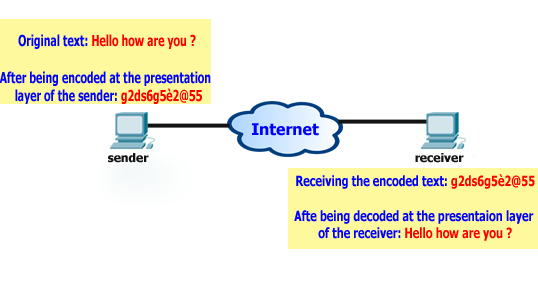 Original text: Hello how are you ?
After being encoded at the presentation
layer of the sender: g2ds6g5è2@55
Internet
sender
receiver
Receiving the encoded text: g2ds6g5è2@55
Afte being decoded at the presentaion layer
of the receiver: Hello how are you ?